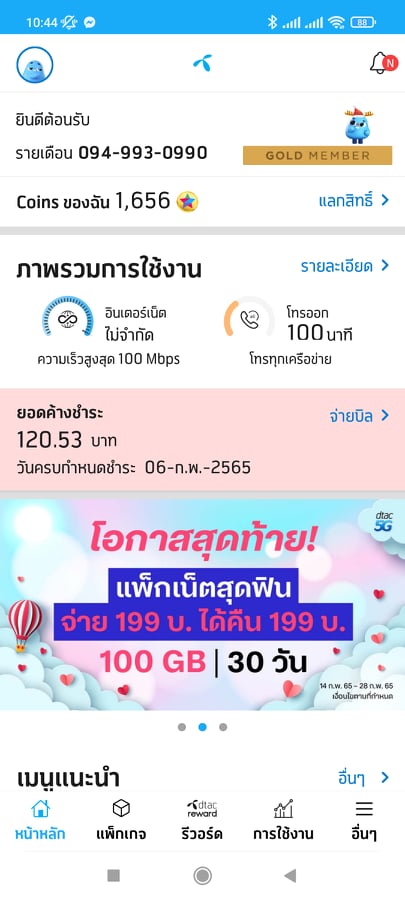 10:44
88
N
ยินดีต้อนรับ
รายเดือน 094-993-0990
GOLD MEMBER
Coins ของฉัน 1,656
แลกสิทธิ์
ภาพรวมการใช้งาน
รายละเอียด
อินเตอร์เน็ต
ไม่จำกัด
ความเร็วสูงสุด 100 Mbps
โทรออก
100 นาที
โทรทุกเครือข่าย
ยอดค้างชำระ
จ่ายบิล
120.53 บาท
วันครบกำหนดชำระ 06-ก.พ.-2565
dtac
5G
โอกาสสุดท้าย!
แพ็กเน็ตสุดฟิน
จ่าย 199 บ. ได้คืน 199 บ.
100 GB | 30 วัน
14 ก.พ. 65 - 28 ก.พ. 65
เงื่อนไขตามที่กำหนด
เมนูแนะนำ
อื่นๆ
dtac
reward
หน้าหลัก
แพ็กเกจ
รีวอร์ด
การใช้งาน
อื่นๆ